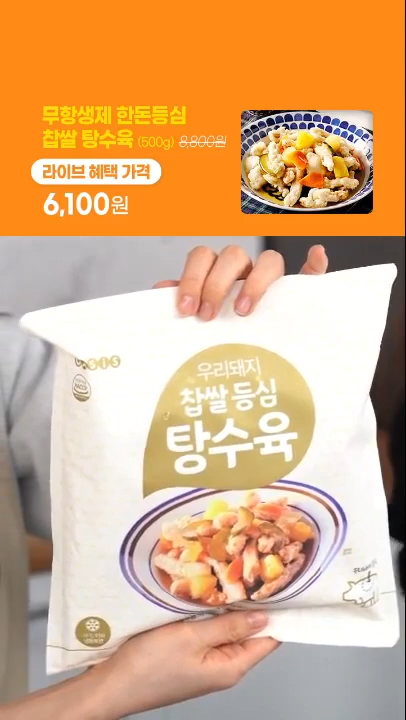 무항생제 한돈등심
찹쌀 탕수육 (500g) 8,800원
라이브 혜택 가격
6,100원
우리돼지
찹쌀 등심
탕수육